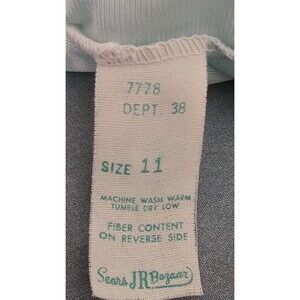 7778
DEPT. 38
SIZE 11
MACHINE WASH WARM
TUMBLE DRY LOW
FIBER CONTENT
ON REVERSE SIDE
Sears JR Bazaar